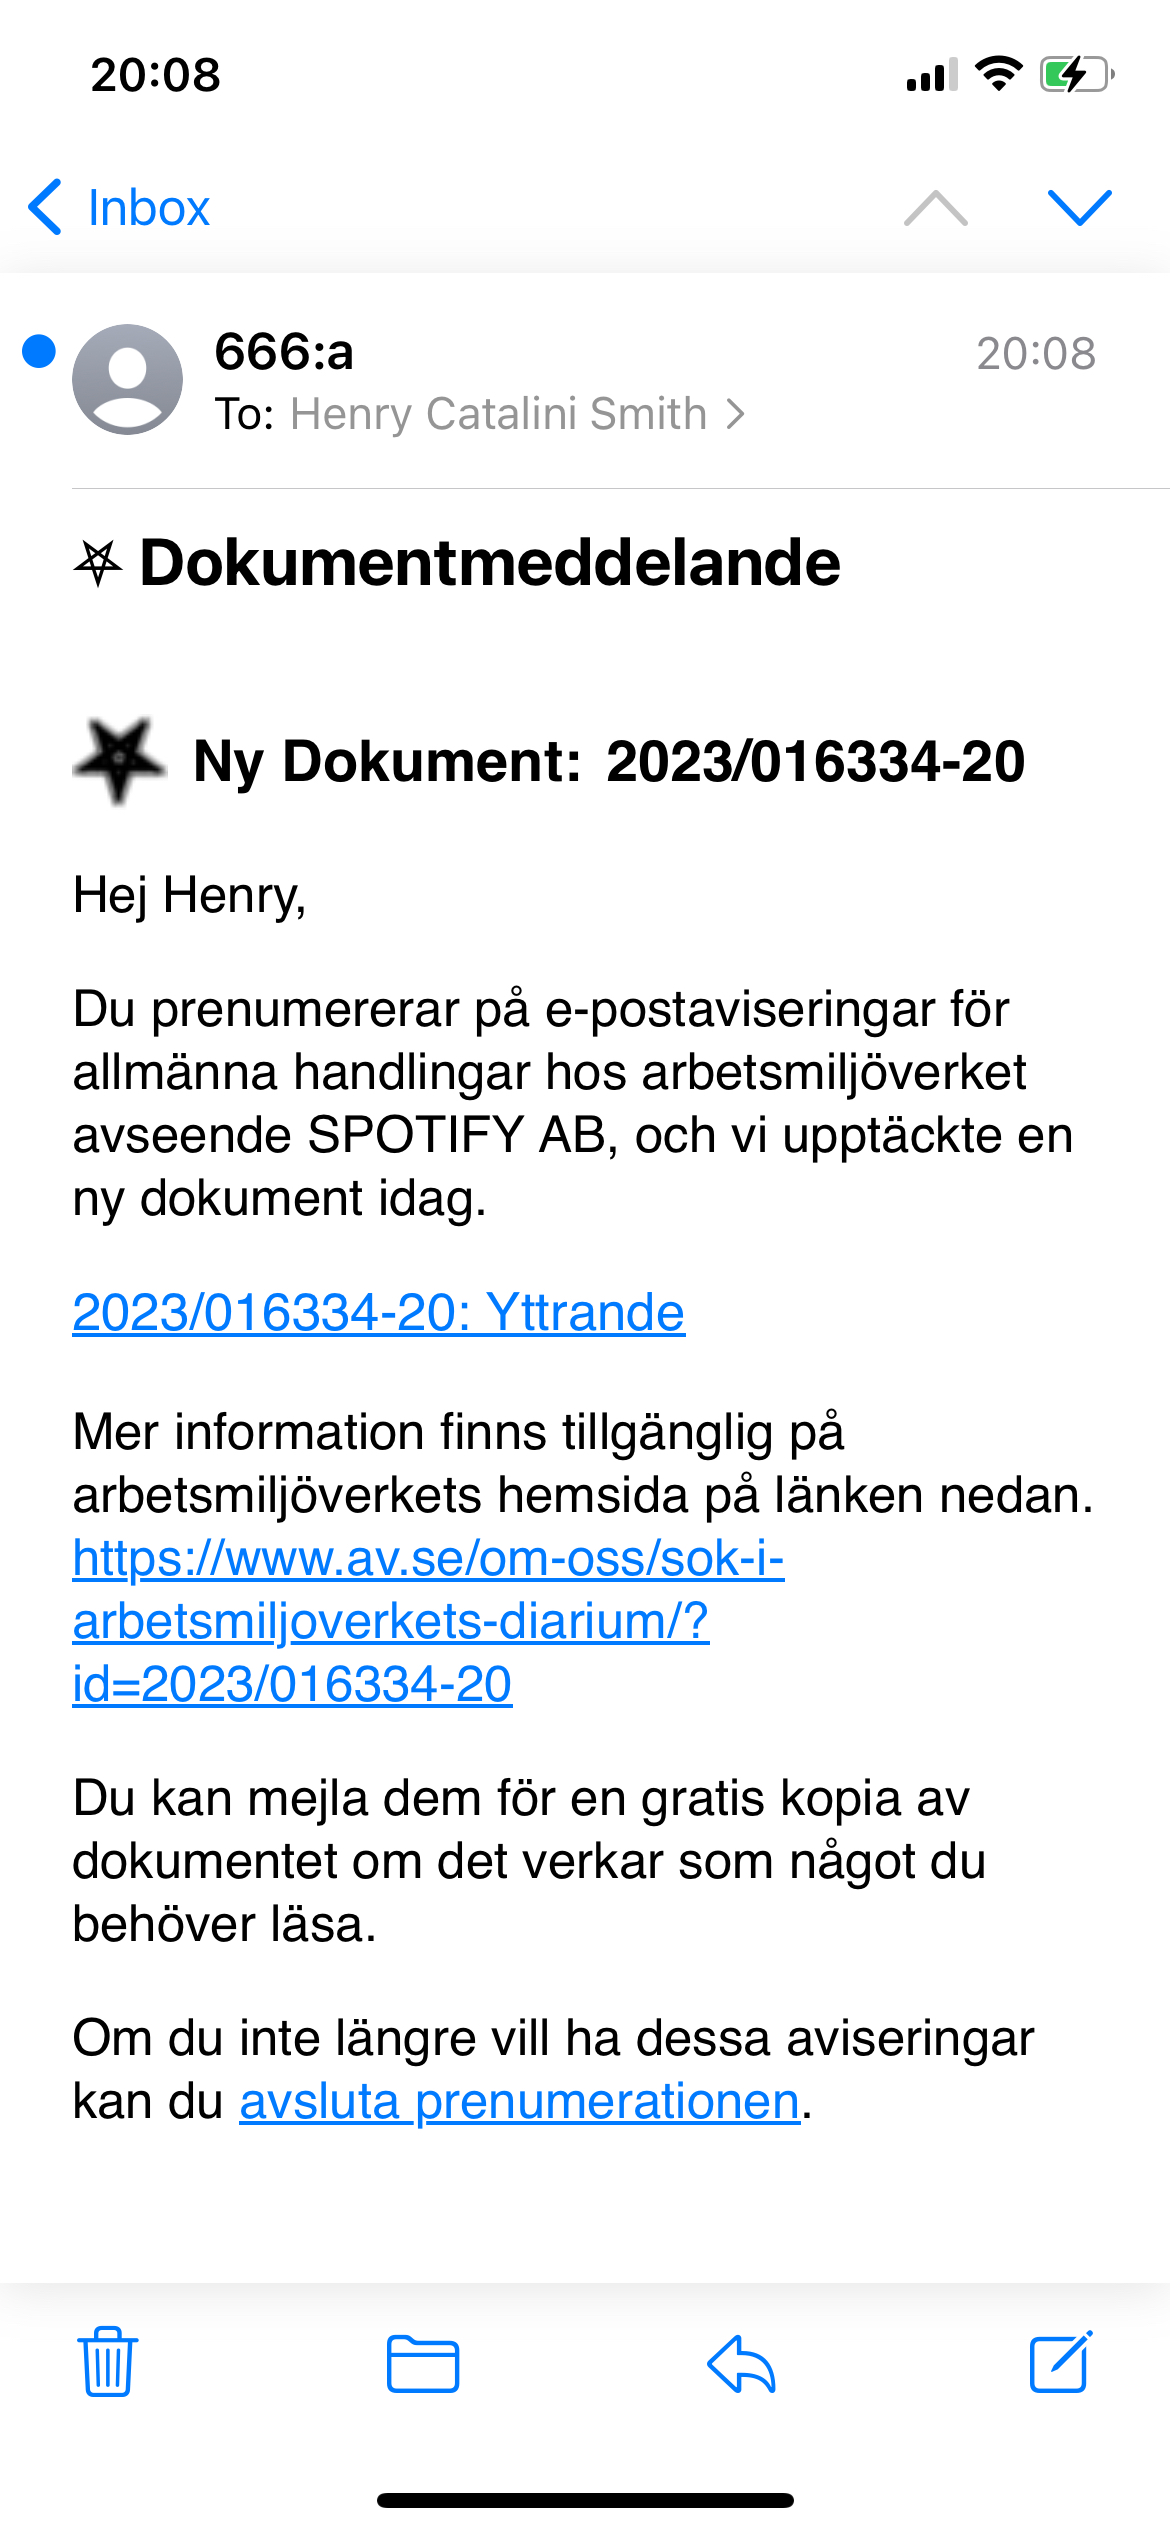 20:08
Inbox
666:a
20:08
To: Henry Catalini Smith
⛧ Dokumentmeddelande
Ny Dokument: 2023/016334-20
Hej Henry,
Du prenumererar på e-postaviseringar för
allmänna handlingar hos arbetsmiljöverket
avseende SPOTIFY AB, och vi upptäckte en
ny dokument idag.
2023/016334-20: Yttrande
Mer information finns tillgänglig på
arbetsmiljöverkets hemsida på länken nedan.
https://www.av.se/om-oss/sok-i-
arbetsmiljoverkets-diarium/?
id=2023/016334-20
Du kan mejla dem för en gratis kopia av
dokumentet om det verkar som något du
behöver läsa.
Om du inte längre vill ha dessa aviseringar
kan du avsluta prenumerationen.